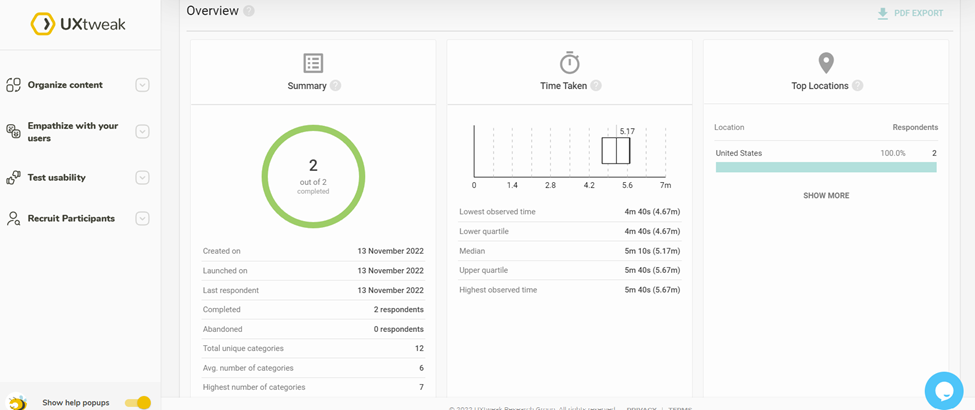 UXtweak
Organize content
Empathize with your
users
Test usability
Recruit Participants
Show help popups
Overview ?
PDF EXPORT
Summary ?
2
out of 2
completed
Created on 13 November 2022
Launched on 13 November 2022
Last respondent 13 November 2022
Completed 2 respondents
Abandoned 0 respondents
Total unique categories 12
Avg. number of categories 6
Highest number of categories 7
Time Taken ?
5.17
0 1.4 2.8 4.2 5.6 7m
Lowest observed time 4m 40s (4.67m)
Lower quartile 4m 40s (4.67m)
Median 5m 10s (5.17m)
Upper quartile 5m 40s (5.67m)
Highest observed time 5m 40s (5.67m)
Top Locations ?
Location Respondents
United States 100.0% 2
SHOW MORE
© 2022 UXtweak Research Group. All rights reserved. PRIVACY | TERMS